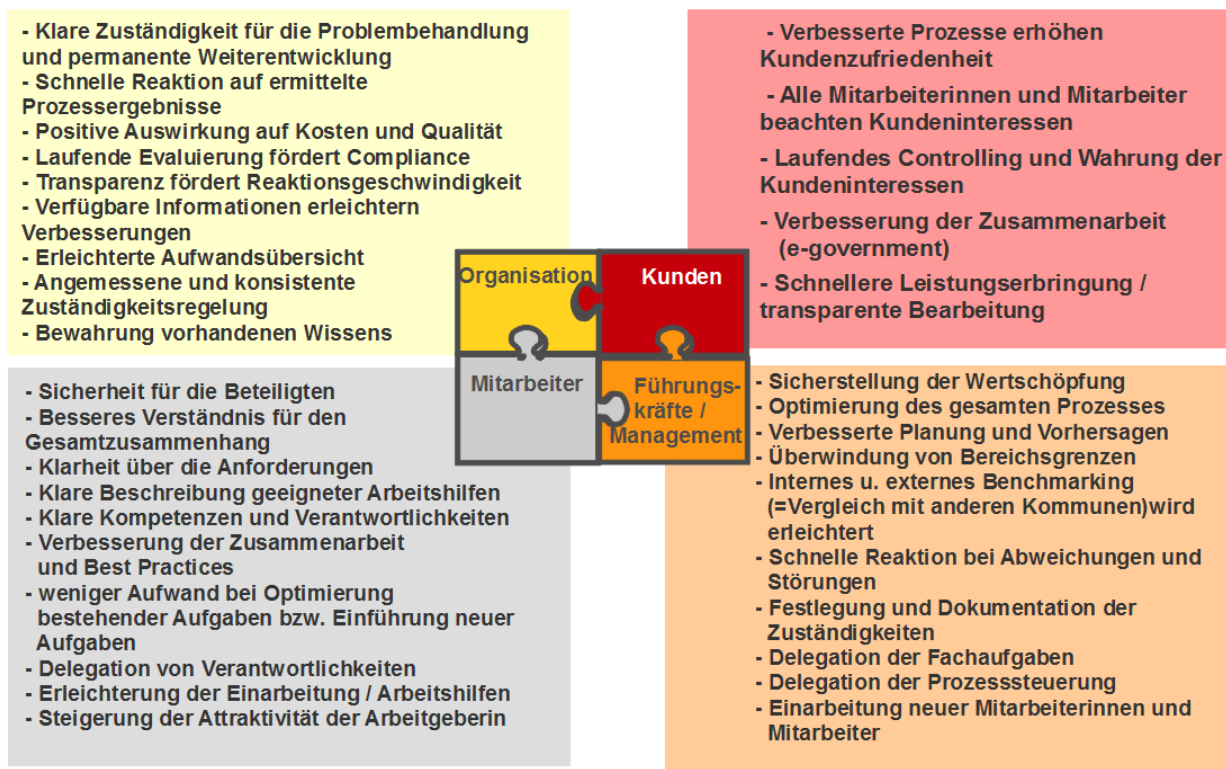 - Klare Zuständigkeit für die Problembehandlung
und permanente Weiterentwicklung
- Schnelle Reaktion auf ermittelte
Prozessergebnisse
- Positive Auswirkung auf Kosten und Qualität
- Laufende Evaluierung fördert Compliance
- Transparenz fördert Reaktionsgeschwindigkeit
- Verfügbare Informationen erleichtern
Verbesserungen
- Erleichterte Aufwandsübersicht
- Angemessene und konsistente
Zuständigkeitsregelung
- Bewahrung vorhandenen Wissens
- Verbesserte Prozesse erhöhen
Kundenzufriedenheit
- Alle Mitarbeiterinnen und Mitarbeiter
beachten Kundeninteressen
- Laufendes Controlling und Wahrung der
Kundeninteressen
- Verbesserung der Zusammenarbeit
(e-government)
- Schnellere Leistungserbringung /
transparente Bearbeitung
Organisation
Kunden
Mitarbeiter
Führungs-
kräfte /
Management
- Sicherheit für die Beteiligten
- Besseres Verständnis für den
Gesamtzusammenhang
- Klarheit über die Anforderungen
- Klare Beschreibung geeigneter Arbeitshilfen
- Klare Kompetenzen und Verantwortlichkeiten
- Verbesserung der Zusammenarbeit
und Best Practices
- weniger Aufwand bei Optimierung
bestehender Aufgaben bzw. Einführung neuer
Aufgaben
- Delegation von Verantwortlichkeiten
- Erleichterung der Einarbeitung / Arbeitshilfen
- Steigerung der Attraktivität der Arbeitgeberin
- Sicherstellung der Wertschöpfung
- Optimierung des gesamten Prozesses
- Verbesserte Planung und Vorhersagen
- Überwindung von Bereichsgrenzen
- Internes u. externes Benchmarking
(=Vergleich mit anderen Kommunen)wird
erleichtert
- Schnelle Reaktion bei Abweichungen und
Störungen
- Festlegung und Dokumentation der
Zuständigkeiten
- Delegation der Fachaufgaben
- Delegation der Prozesssteuerung
- Einarbeitung neuer Mitarbeiterinnen und
Mitarbeiter